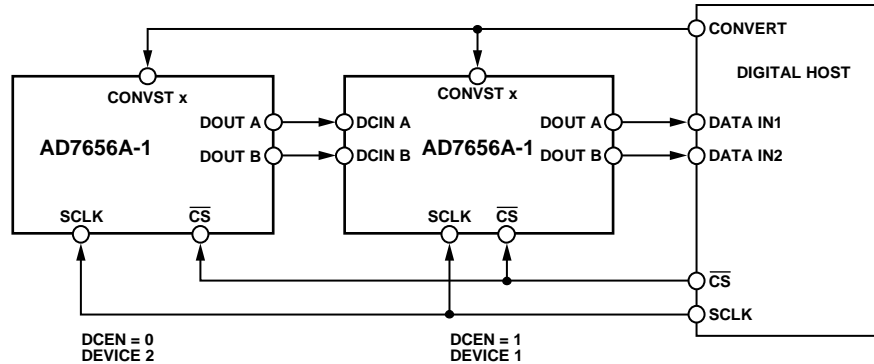 CONVERT
DIGITAL HOST
CONVST x
CONVST x
DOUT A
DCIN A
DOUT A
DATA IN1
AD7656A-1
AD7656A-1
DOUT B
DCIN B
DOUT B
DATA IN2
SCLK
CS
SCLK
CS
CS
SCLK
DCEN = 0
DEVICE 2
DCEN = 1
DEVICE 1